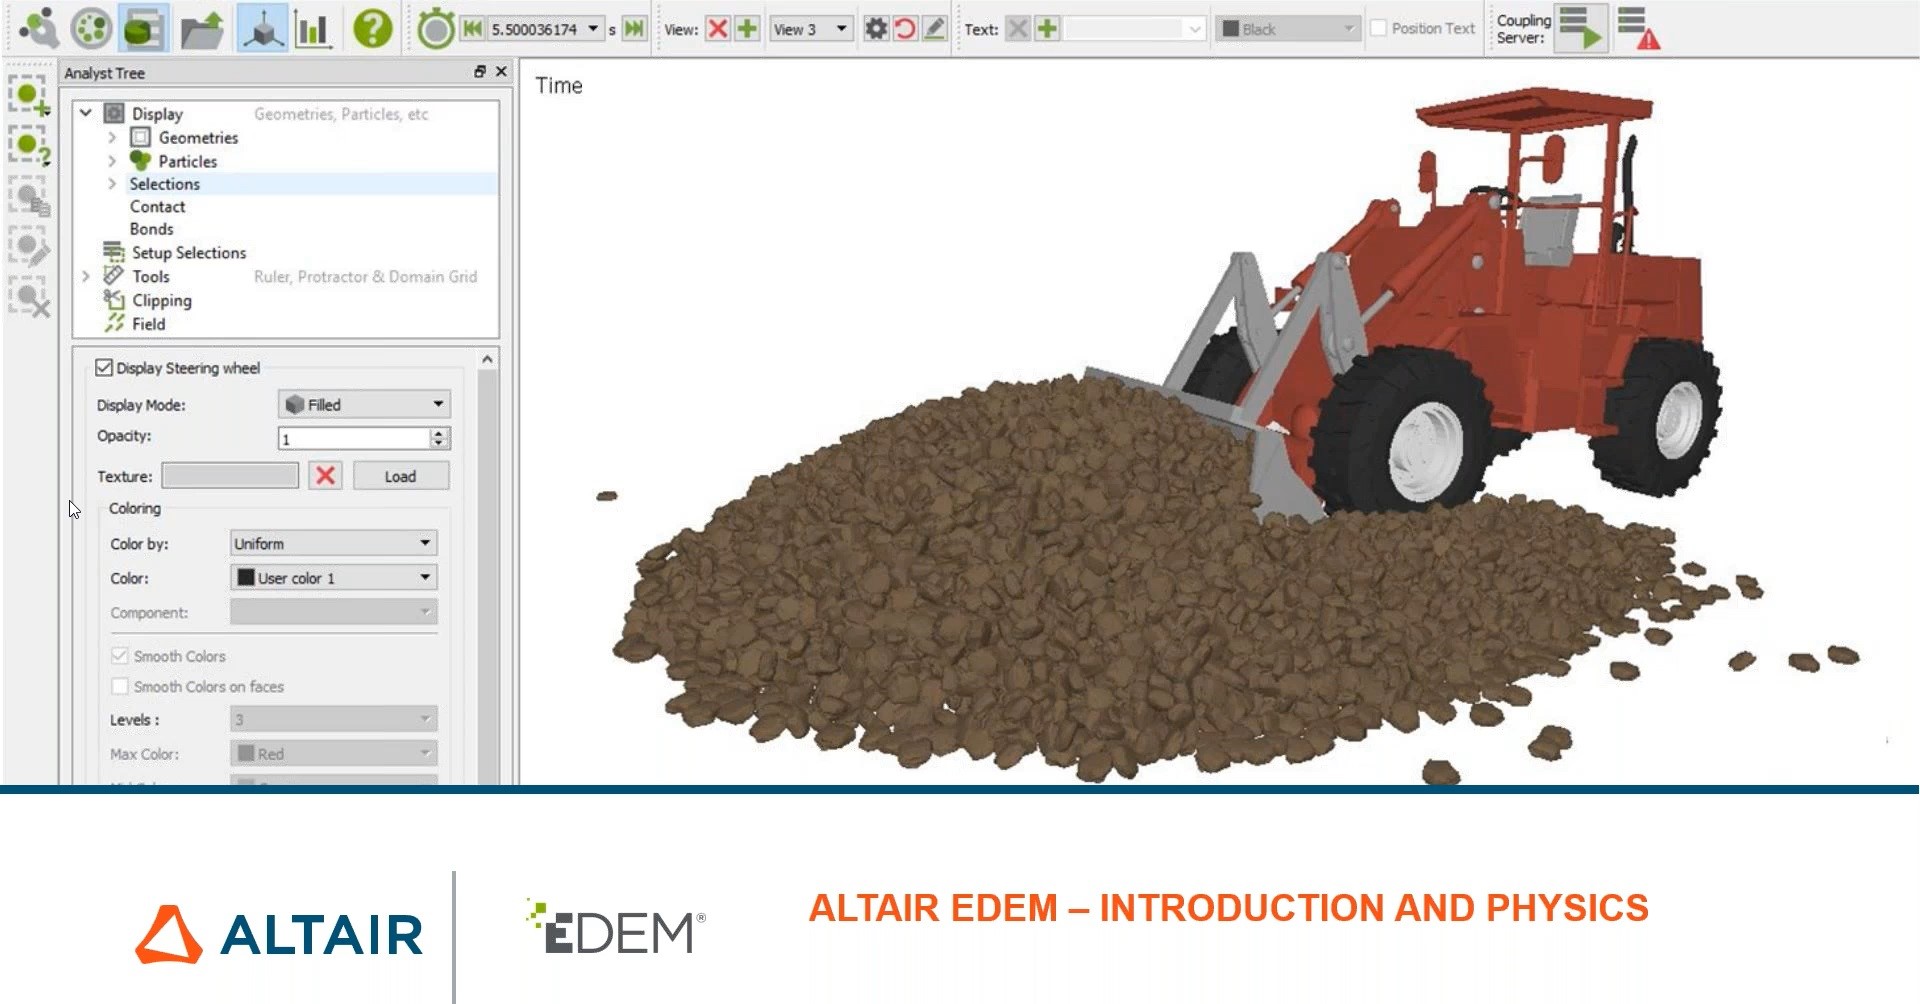 5.500036174 s View: View 3 Text: Black Position Text Coupling Server:
Analyst Tree
Time
Display Geometries, Particles, etc
Geometries
Particles
Selections
Contact
Bonds
Setup Selections
Tools Ruler, Protractor & Domain Grid
Clipping
Field
Display Steering wheel
Display Mode: Filled
Opacity: 1
Texture: Load
Coloring
Color by: Uniform
Color: User color 1
Component:
Smooth Colors
Smooth Colors on faces
Levels : 3
Max Color: Red
ALTAIR
EDEM®
ALTAIR EDEM – INTRODUCTION AND PHYSICS